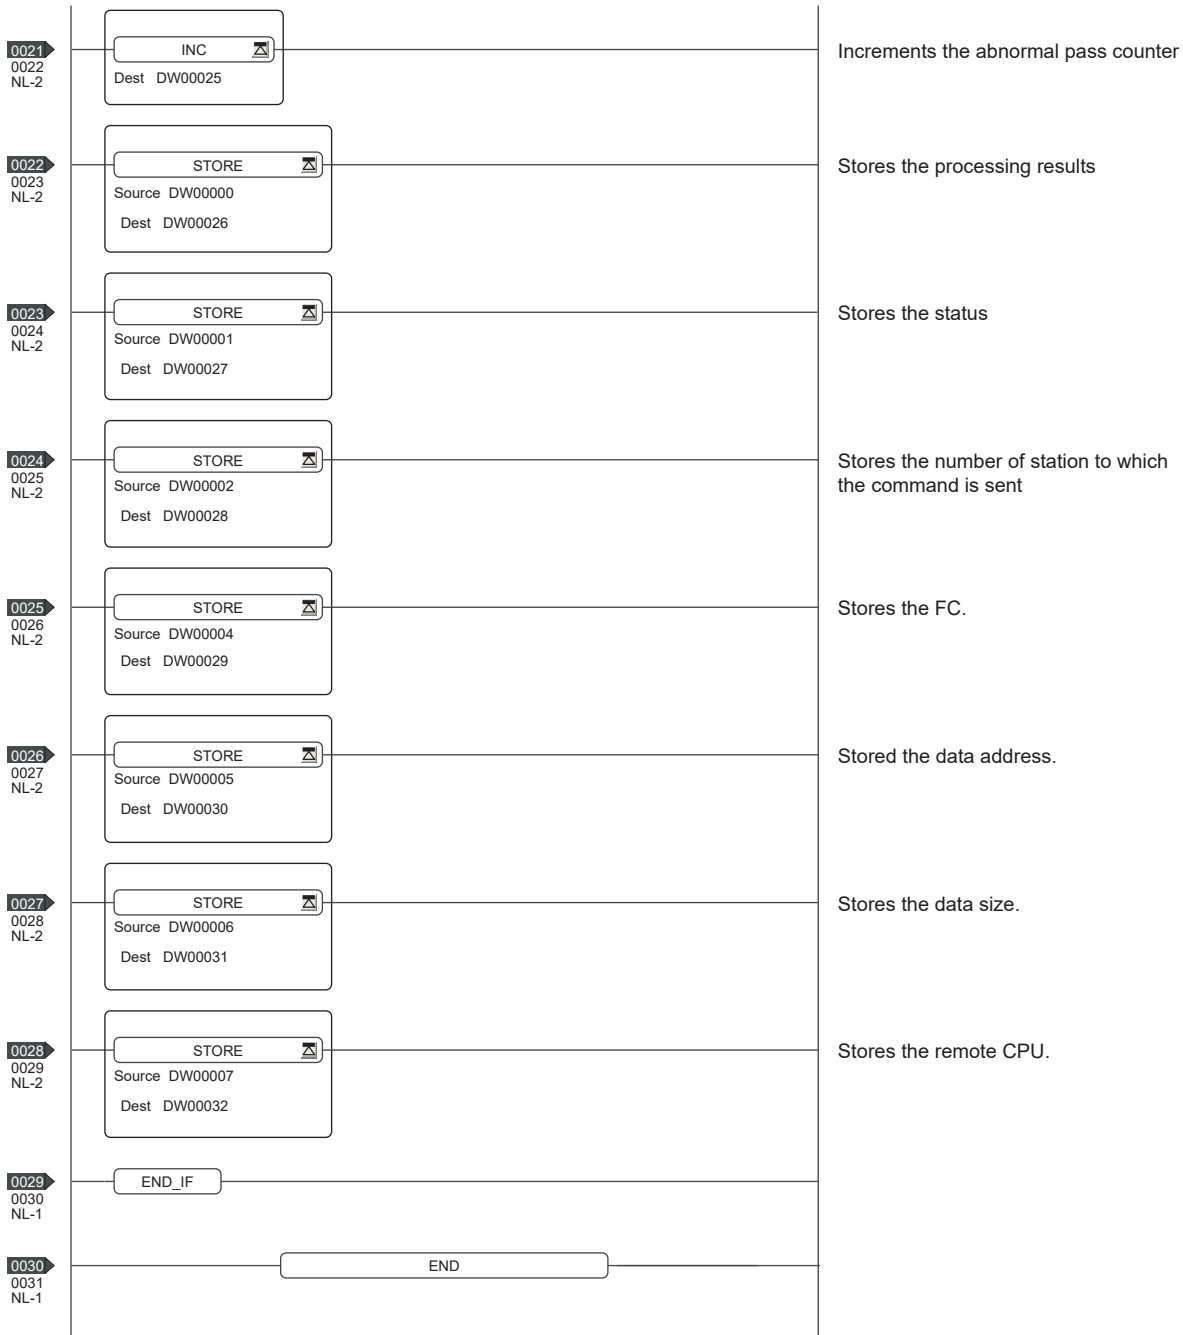 0021
0022
NL-2
INC
Dest DW00025
Increments the abnormal pass counter
0022
0023
NL-2
STORE
Source DW00000
Dest DW00026
Stores the processing results
0023
0024
NL-2
STORE
Source DW00001
Dest DW00027
Stores the status
0024
0025
NL-2
STORE
Source DW00002
Dest DW00028
Stores the number of station to which
the command is sent
0025
0026
NL-2
STORE
Source DW00004
Dest DW00029
Stores the FC.
0026
0027
NL-2
STORE
Source DW00005
Dest DW00030
Stored the data address.
0027
0028
NL-2
STORE
Source DW00006
Dest DW00031
Stores the data size.
0028
0029
NL-2
STORE
Source DW00007
Dest DW00032
Stores the remote CPU.
0029
0030
NL-1
END_IF
0030
0031
NL-1
END